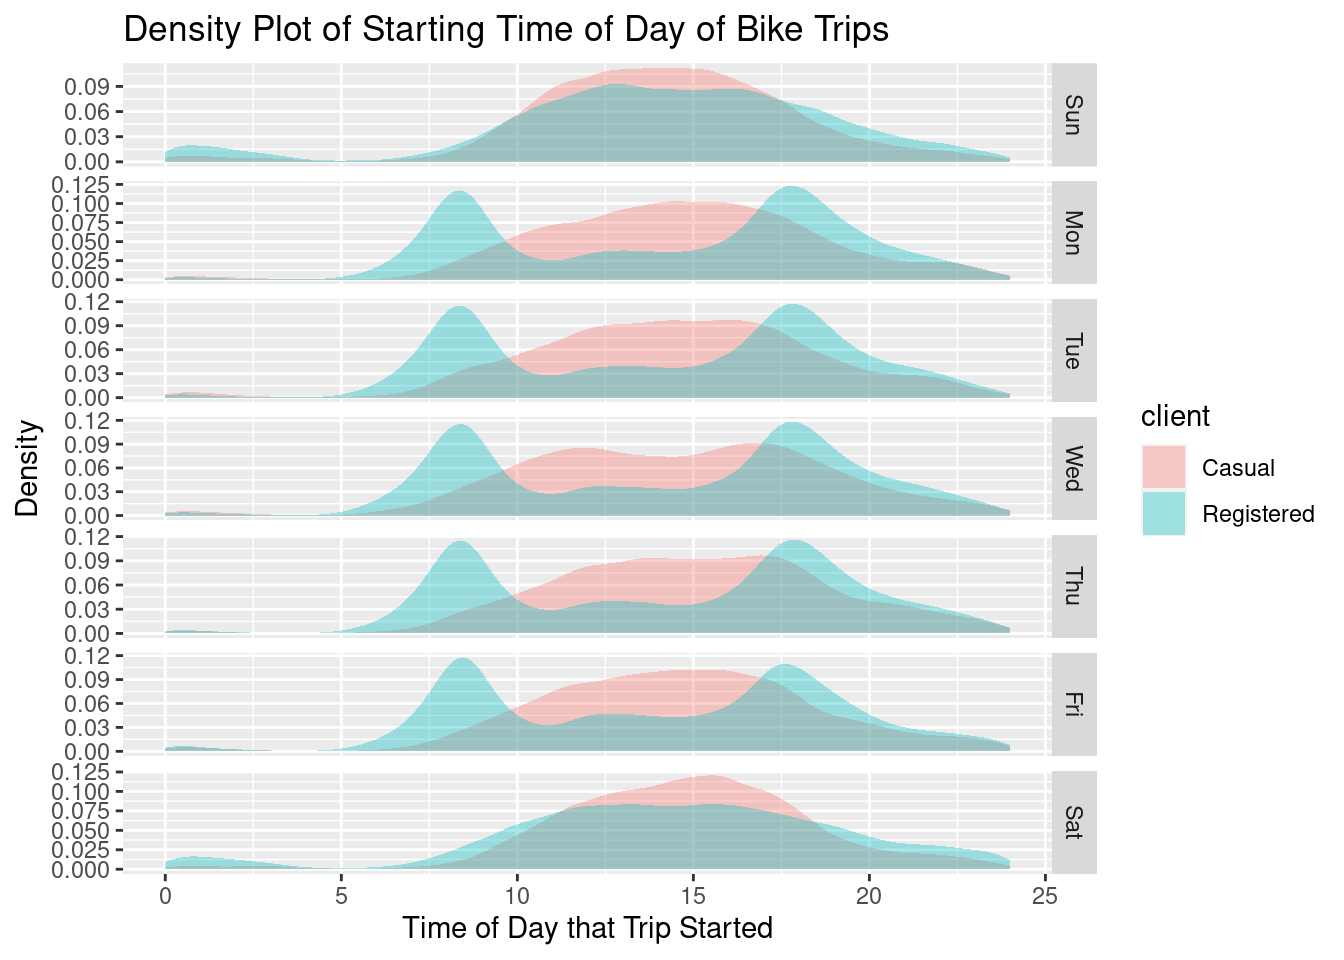 Density Plot of Starting Time of Day of Bike Trips
0.09
0.06
0.03
0.00
Sun
0.125
0.100
0.075
0.050
0.025
0.000
Mon
0.12
0.09
0.06
0.03
0.00
Tue
0.12
0.09
0.06
0.03
0.00
Wed
0.12
0.09
0.06
0.03
0.00
Thu
0.12
0.09
0.06
0.03
0.00
Fri
0.125
0.100
0.075
0.050
0.025
0.000
Sat
0 5 10 15 20 25
Time of Day that Trip Started
Density
client
Casual
Registered